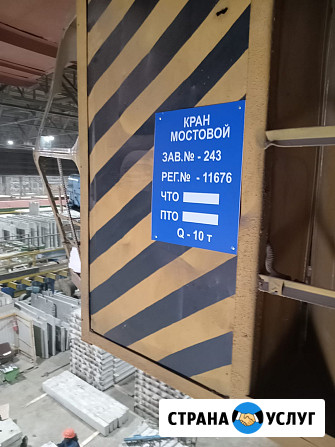 КРАН
МОСТОВОЙ
ЗАВ.№ - 243
РЕГ.№ - 11676
ЧТО
ПТО
Q - 10 т
СТРАНА УСЛУГ